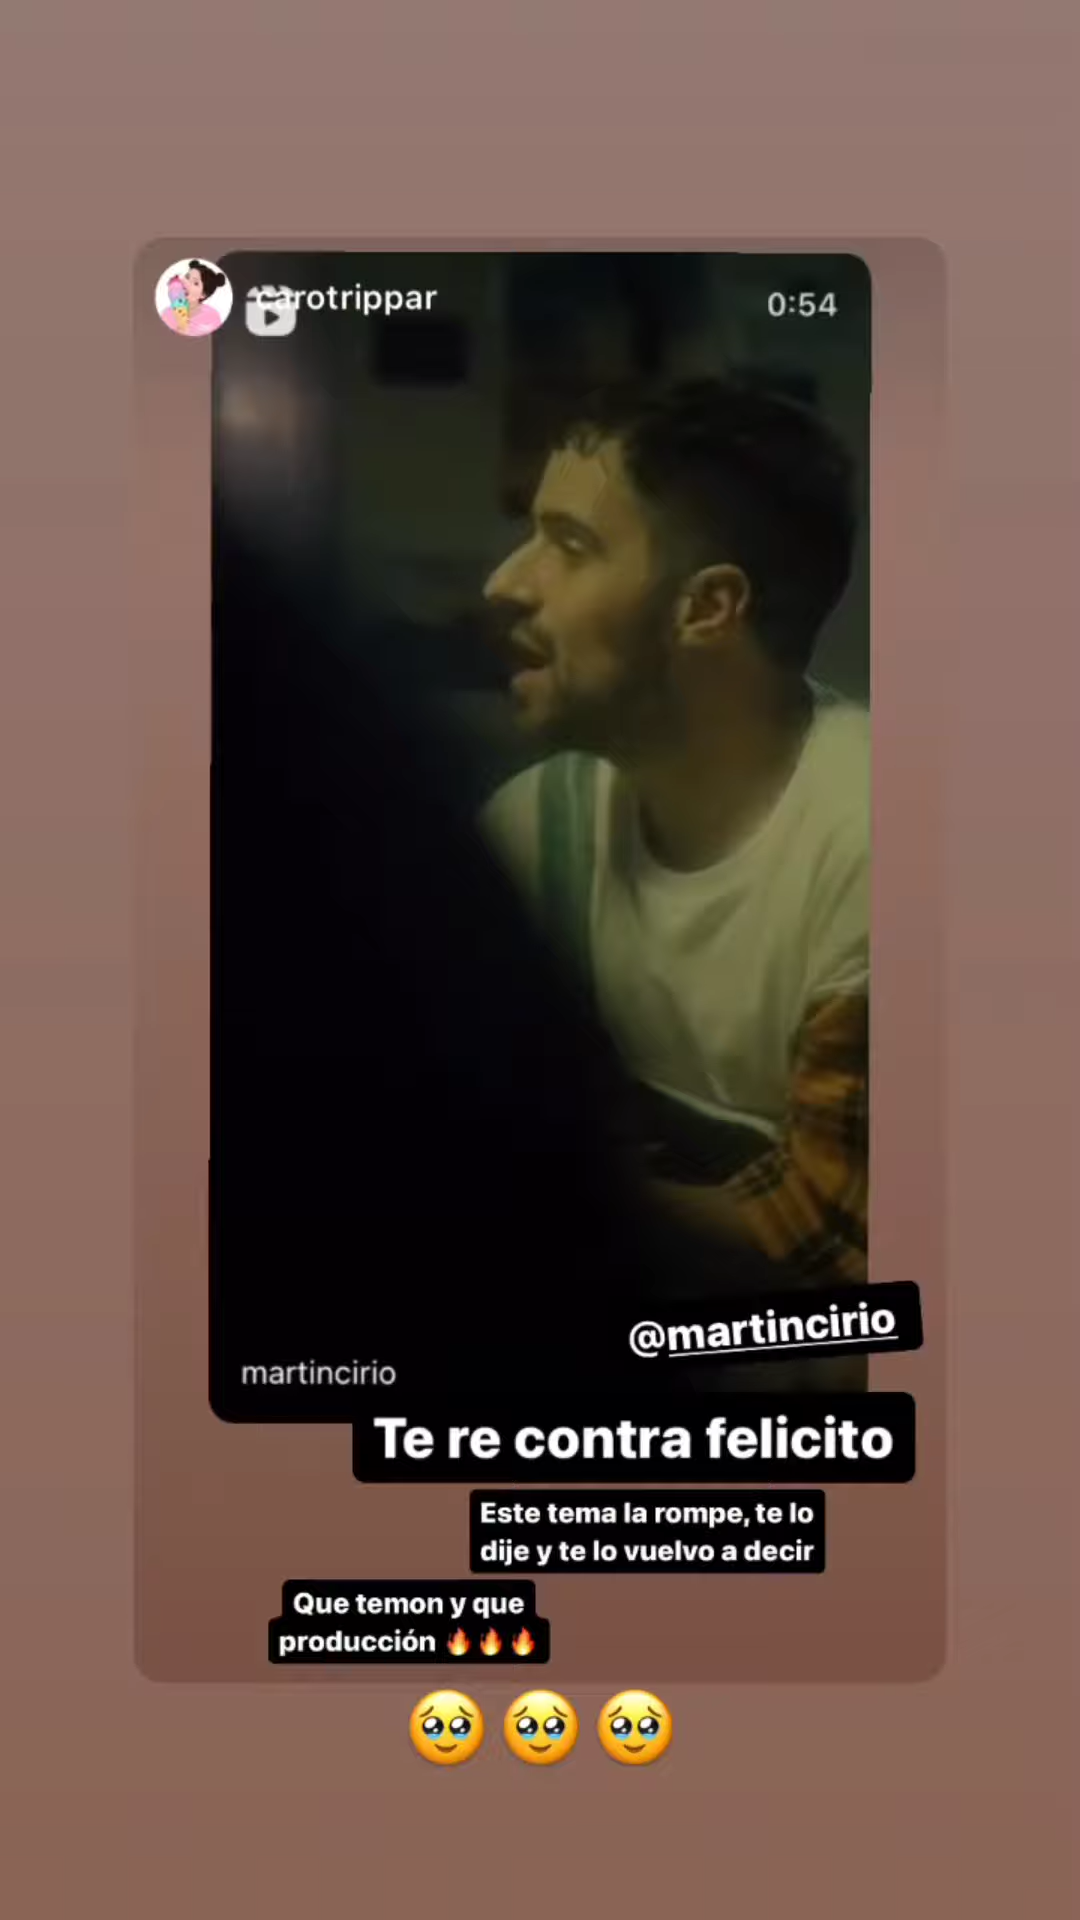 carotrippar
0:54
@martincirio
martincirio
Te re contra felicito
Este tema la rompe, te lo
dije y te lo vuelvo a decir
Que temon y que
producción 🔥🔥🔥
🥹🥹🥹